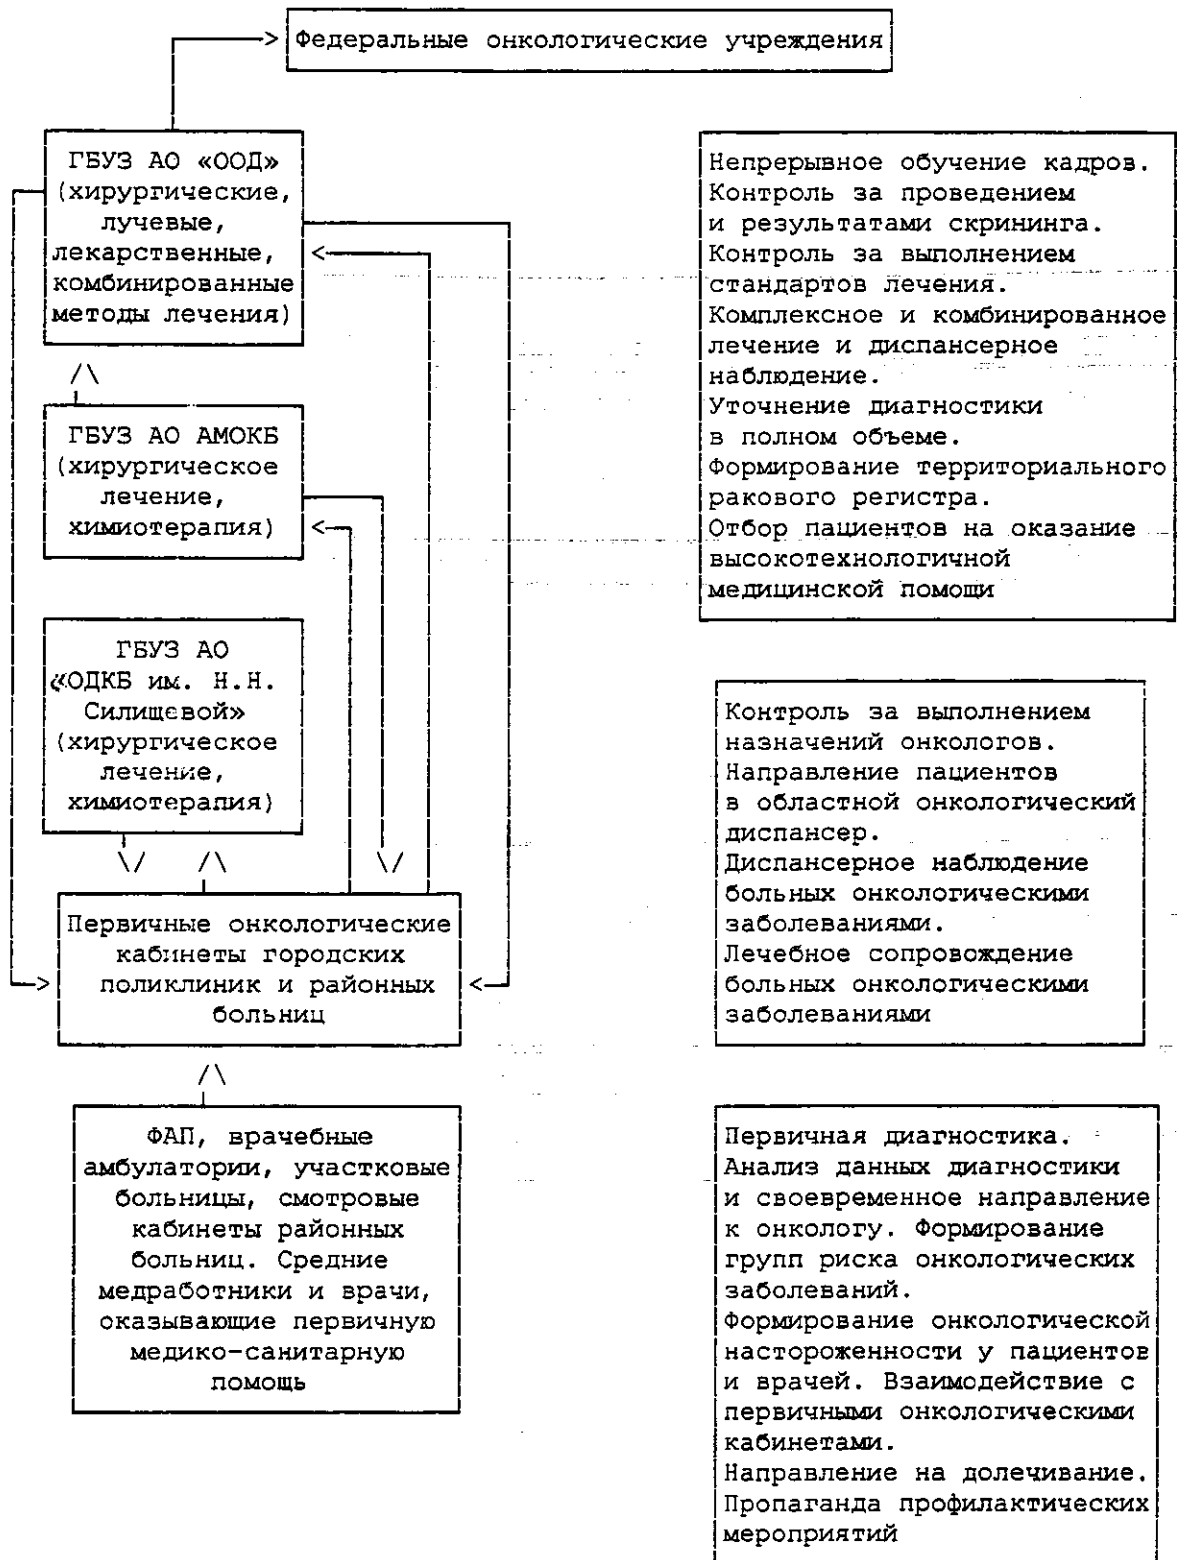 Федеральные онкологические учреждения
ГБУЗ АО «ООД»
(хирургические,
лучевые,
лекарственные,
комбинированные
методы лечения)
Непрерывное обучение кадров.
Контроль за проведением
и результатами скрининга.
Контроль за выполнением
стандартов лечения.
Комплексное и комбинированное
лечение и диспансерное
наблюдение.
Уточнение диагностики
в полном объеме.
Формирование территориального
ракового регистра.
Отбор пациентов на оказание
высокотехнологичной
медицинской помощи
ГБУЗ АО АМОКБ
(хирургическое
лечение,
химиотерапия)
ГБУЗ АО
«ОДКБ им. Н.Н.
Силищевой»
(хирургическое
лечение,
химиотерапия)
Контроль за выполнением
назначений онкологов.
Направление пациентов
в областной онкологический
диспансер.
Диспансерное наблюдение
больных онкологическими
заболеваниями.
Лечебное сопровождение
больных онкологическими
заболеваниями
Первичные онкологические
кабинеты городских
поликлиник и районных
больниц
ФАП, врачебные
амбулатории, участковые
больницы, смотровые
кабинеты районных
больниц. Средние
медработники и врачи,
оказывающие первичную
медико-санитарную
помощь
Первичная диагностика.
Анализ данных диагностики
и своевременное направление
к онкологу. Формирование
групп риска онкологических
заболеваний.
Формирование онкологической
настороженности у пациентов
и врачей. Взаимодействие с
первичными онкологическими
кабинетами.
Направление на долечивание.
Пропаганда профилактических
мероприятий